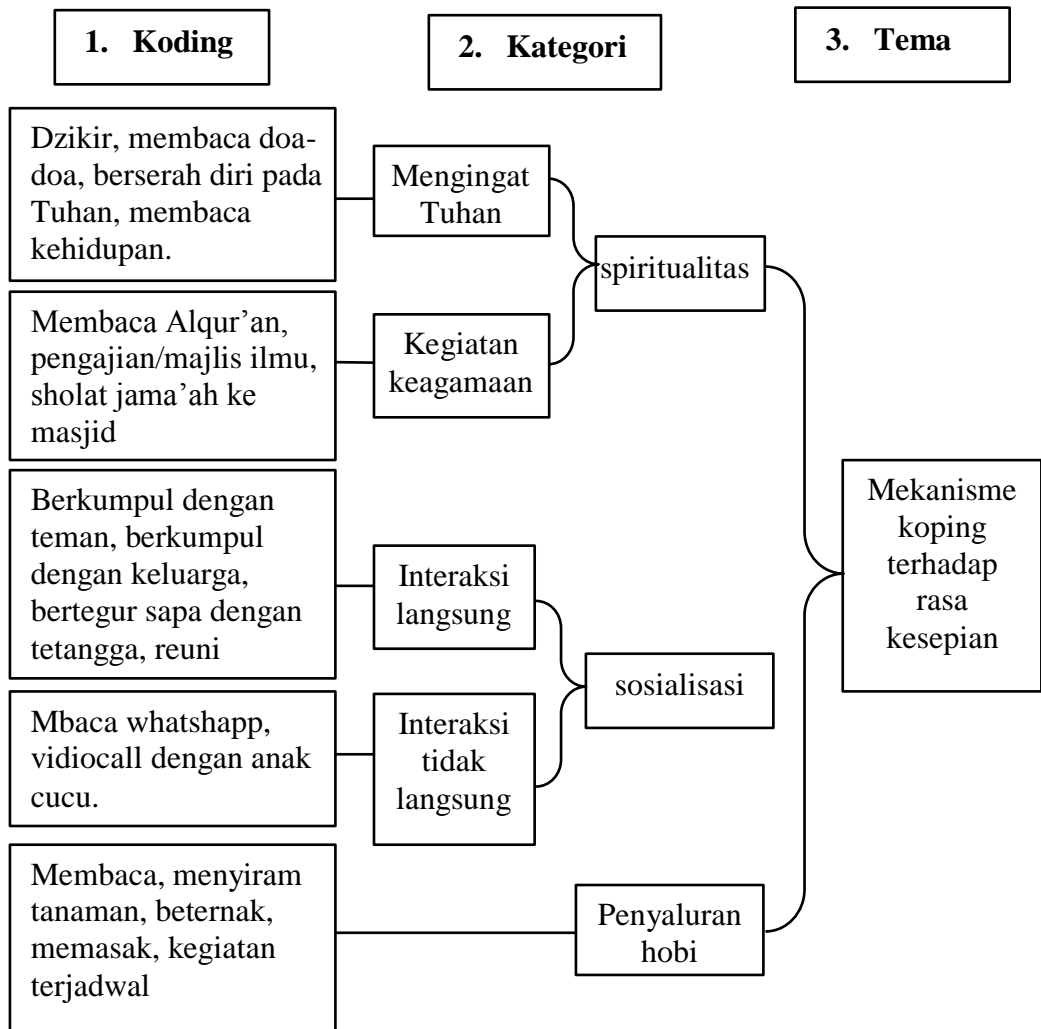 1. Koding
2. Kategori
3. Tema
Dzikir, membaca doa-
doa, berserah diri pada
Tuhan, membaca
kehidupan.
Mengingat
Tuhan
spiritualitas
Membaca Alqur’an,
pengajian/majlis ilmu,
sholat jama’ah ke
masjid
Kegiatan
keagamaan
Berkumpul dengan
teman, berkumpul
dengan keluarga,
bertegur sapa dengan
tetangga, reuni
Interaksi
langsung
sosialisasi
Mekanisme
koping
terhadap
rasa
kesepian
Mbaca whatshapp,
vidiocall dengan anak
cucu.
Interaksi
tidak
langsung
Membaca, menyiram
tanaman, beternak,
memasak, kegiatan
terjadwal
Penyaluran
hobi